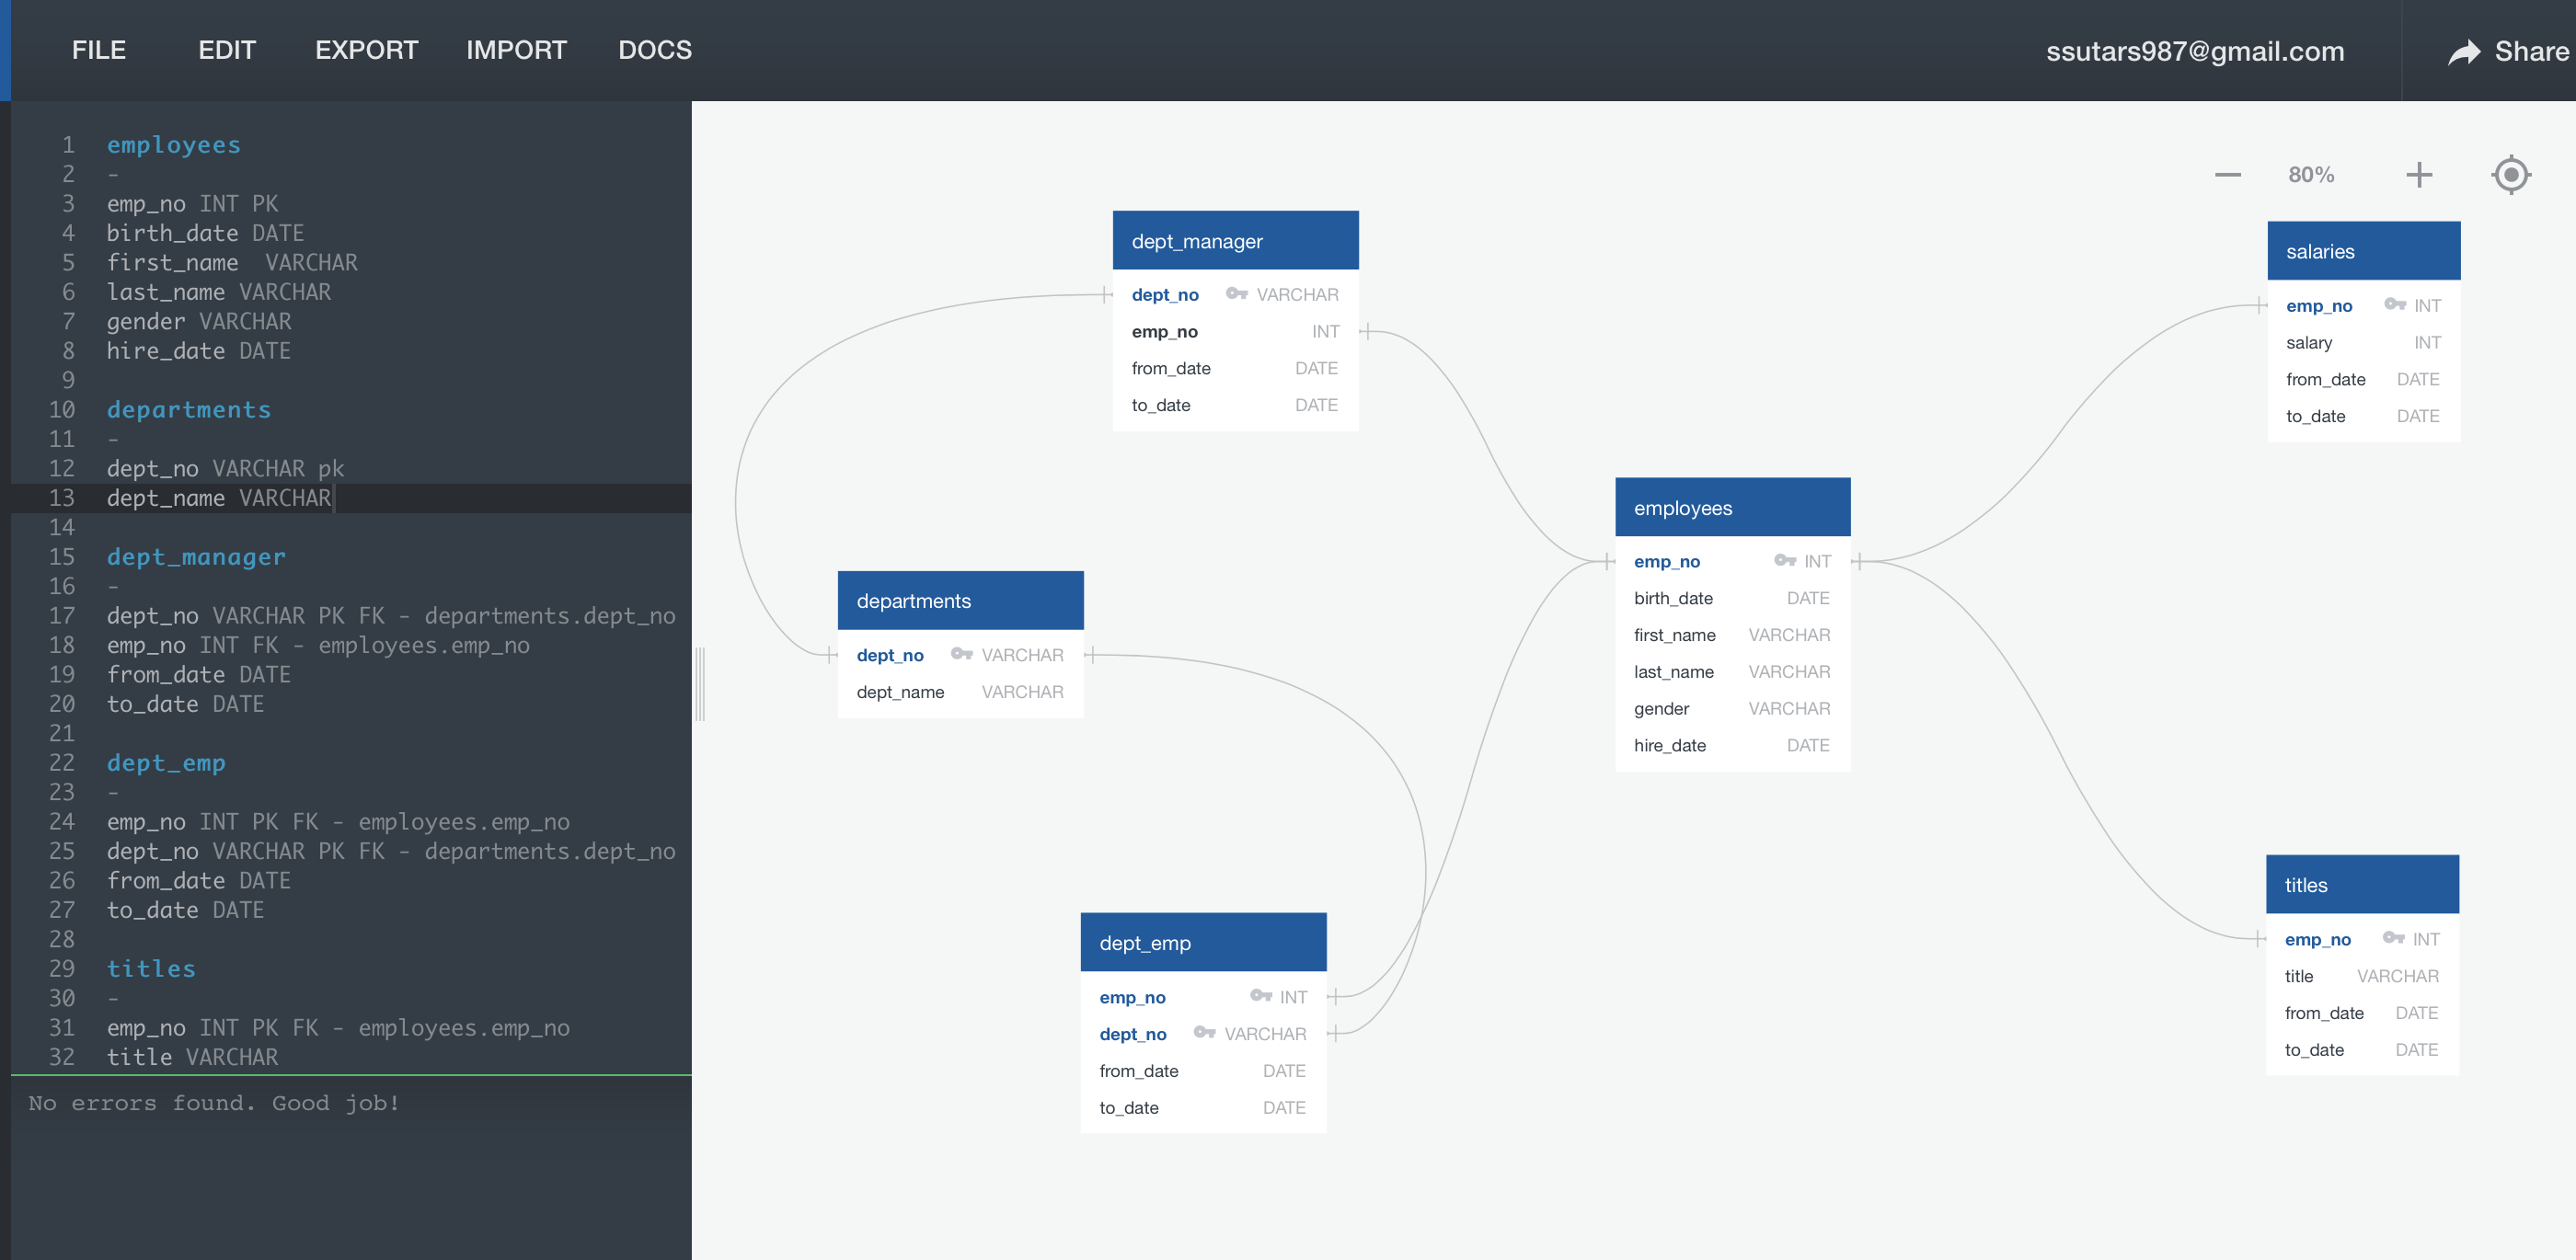 FILE EDIT EXPORT IMPORT DOCS ssutars987@gmail.com Share
1 employees
2 -
3 emp_no INT PK
4 birth_date DATE
5 first_name  VARCHAR
6 last_name VARCHAR
7 gender VARCHAR
8 hire_date DATE
9
10 departments
11 -
12 dept_no VARCHAR pk
13 dept_name VARCHAR
14
15 dept_manager
16 -
17 dept_no VARCHAR PK FK - departments.dept_no
18 emp_no INT FK - employees.emp_no
19 from_date DATE
20 to_date DATE
21
22 dept_emp
23 -
24 emp_no INT PK FK - employees.emp_no
25 dept_no VARCHAR PK FK - departments.dept_no
26 from_date DATE
27 to_date DATE
28
29 titles
30 -
31 emp_no INT PK FK - employees.emp_no
32 title VARCHAR
No errors found. Good job!
80%
dept_manager
dept_no VARCHAR
emp_no INT
from_date DATE
to_date DATE
salaries
emp_no INT
salary INT
from_date DATE
to_date DATE
employees
emp_no INT
birth_date DATE
first_name VARCHAR
last_name VARCHAR
gender VARCHAR
hire_date DATE
departments
dept_no VARCHAR
dept_name VARCHAR
dept_emp
emp_no INT
dept_no VARCHAR
from_date DATE
to_date DATE
titles
emp_no INT
title VARCHAR
from_date DATE
to_date DATE